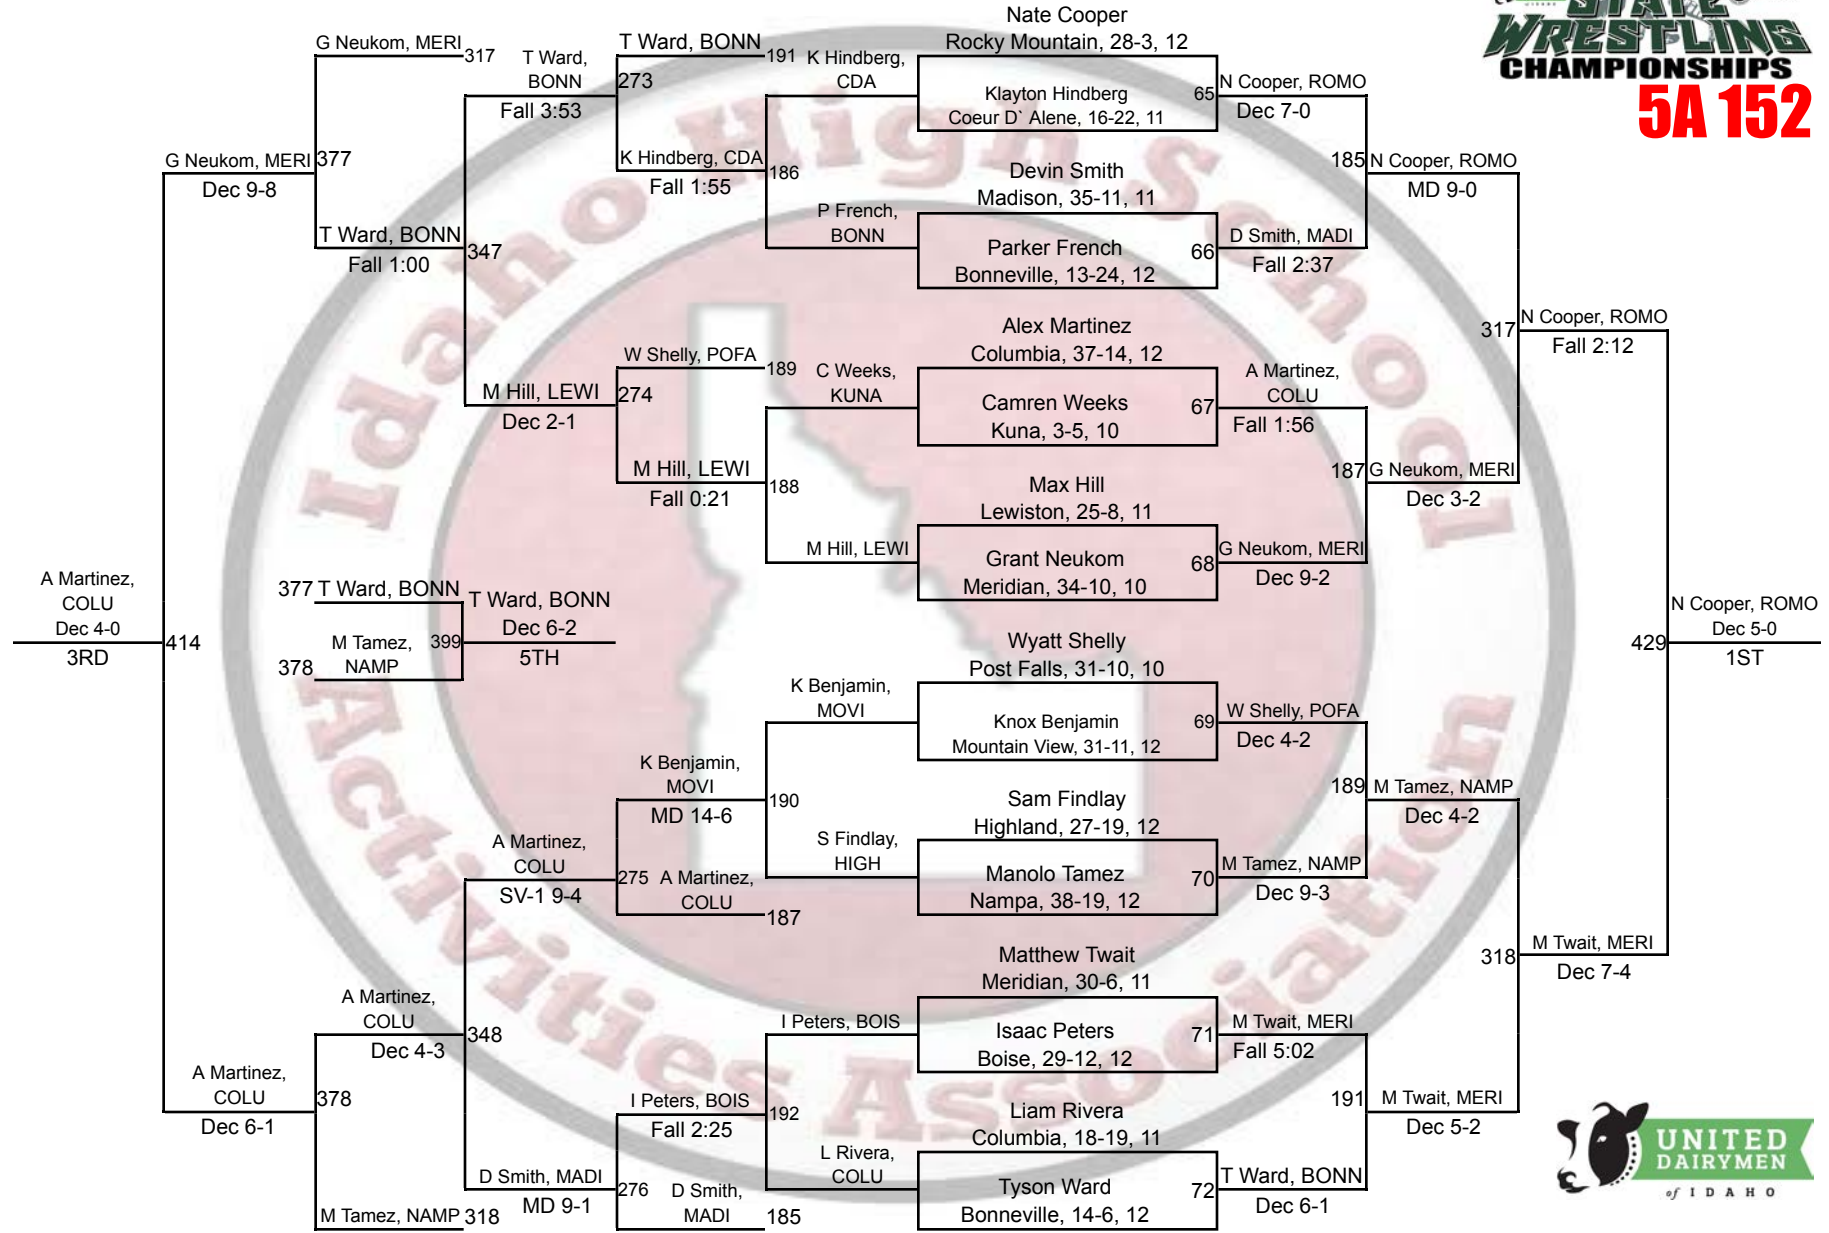 STATE
WRESTLING
CHAMPIONSHIPS
5A 152
Idaho High School
Activities Association
G Neukom, MERI
317
T Ward, BONN
Fall 1:00
377
G Neukom, MERI
Dec 9-8
T Ward,
BONN
Fall 3:53
347
M Hill, LEWI
Dec 2-1
T Ward, BONN
191
273
K Hindberg, CDA
Fall 1:55
186
K Hindberg,
CDA
P French,
BONN
W Shelly, POFA
189
274
M Hill, LEWI
Fall 0:21
188
C Weeks,
KUNA
M Hill, LEWI
A Martinez,
COLU
Dec 4-0
3RD
414
377
T Ward, BONN
M Tamez,
NAMP
378
399
T Ward, BONN
Dec 6-2
5TH
K Benjamin,
MOVI
MD 14-6
190
K Benjamin,
MOVI
S Findlay,
HIGH
275
A Martinez,
COLU
187
A Martinez,
COLU
SV-1 9-4
348
A Martinez,
COLU
Dec 4-3
378
A Martinez,
COLU
Dec 6-1
M Tamez, NAMP
318
D Smith, MADI
MD 9-1
276
I Peters, BOIS
Fall 2:25
192
I Peters, BOIS
L Rivera,
COLU
D Smith,
MADI
185
Nate Cooper
Rocky Mountain, 28-3, 12
Klayton Hindberg
Coeur D` Alene, 16-22, 11
65
N Cooper, ROMO
Dec 7-0
Devin Smith
Madison, 35-11, 11
Parker French
Bonneville, 13-24, 12
66
D Smith, MADI
Fall 2:37
185
N Cooper, ROMO
MD 9-0
Alex Martinez
Columbia, 37-14, 12
Camren Weeks
Kuna, 3-5, 10
67
A Martinez,
COLU
Fall 1:56
Max Hill
Lewiston, 25-8, 11
Grant Neukom
Meridian, 34-10, 10
68
G Neukom, MERI
Dec 9-2
187
G Neukom, MERI
Dec 3-2
317
N Cooper, ROMO
Fall 2:12
Wyatt Shelly
Post Falls, 31-10, 10
Knox Benjamin
Mountain View, 31-11, 12
69
W Shelly, POFA
Dec 4-2
Sam Findlay
Highland, 27-19, 12
Manolo Tamez
Nampa, 38-19, 12
70
M Tamez, NAMP
Dec 9-3
189
M Tamez, NAMP
Dec 4-2
Matthew Twait
Meridian, 30-6, 11
Isaac Peters
Boise, 29-12, 12
71
M Twait, MERI
Fall 5:02
Liam Rivera
Columbia, 18-19, 11
Tyson Ward
Bonneville, 14-6, 12
72
T Ward, BONN
Dec 6-1
191
M Twait, MERI
Dec 5-2
318
M Twait, MERI
Dec 7-4
429
N Cooper, ROMO
Dec 5-0
1ST
UNITED
DAIRYMEN
of IDAHO